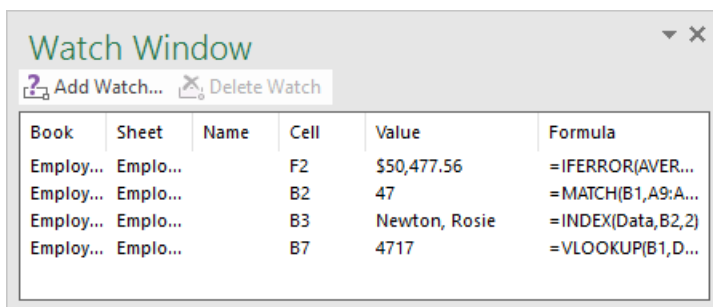 Watch Window
Add Watch... Delete Watch
Book Sheet Name Cell Value Formula
Employ... Emplo... F2 $50,477.56 =IFERROR(AVER...
Employ... Emplo... B2 47 =MATCH(B1,A9:A...
Employ... Emplo... B3 Newton, Rosie =INDEX(Data,B2,2)
Employ... Emplo... B7 4717 =VLOOKUP(B1,D...